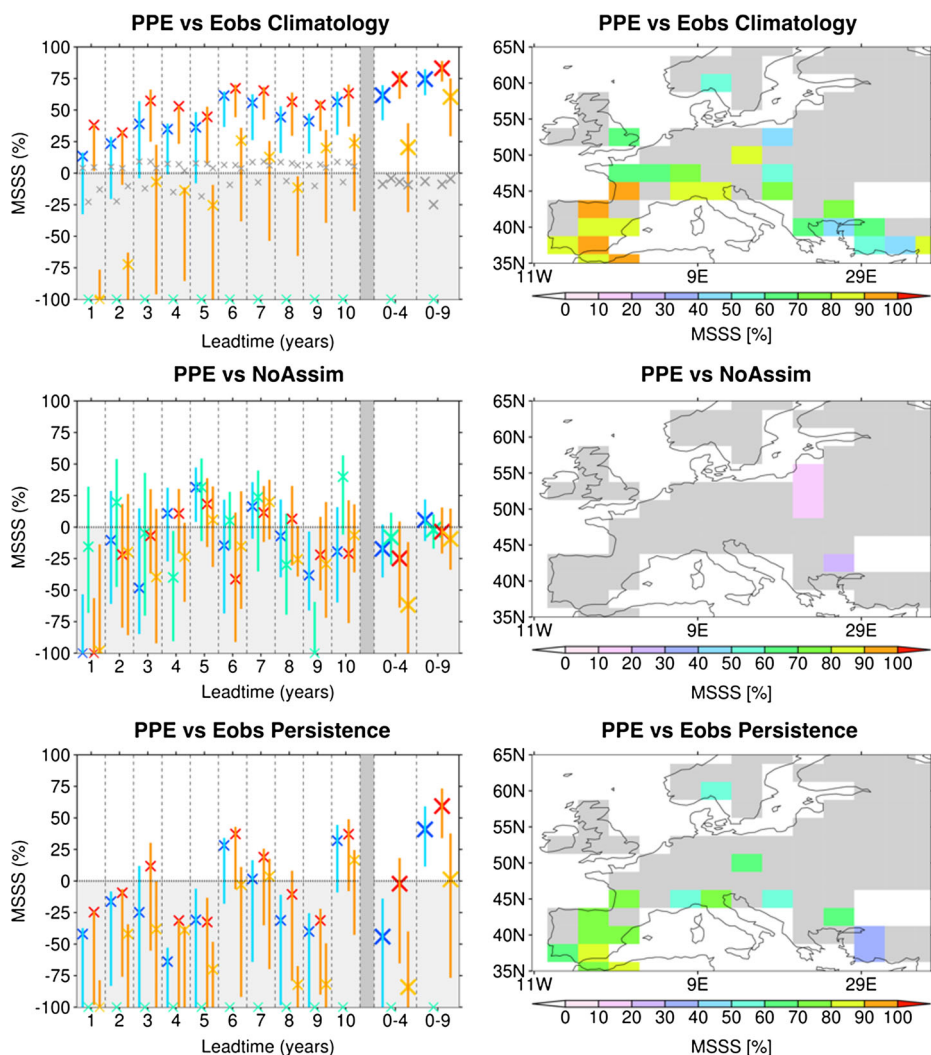 PPE vs Eobs Climatology
100
75
50
25
0
-25
-50
-75
-100
MSSS (%)
1 2 3 4 5 6 7 8 9 10 0-4 0-9
Leadtime (years)
PPE vs Eobs Climatology
65N
60N
55N
50N
45N
40N
35N
11W 9E 29E
0 10 20 30 40 50 60 70 80 90 100
MSSS [%]
PPE vs NoAssim
100
75
50
25
0
-25
-50
-75
-100
MSSS (%)
1 2 3 4 5 6 7 8 9 10 0-4 0-9
Leadtime (years)
PPE vs NoAssim
65N
60N
55N
50N
45N
40N
35N
11W 9E 29E
0 10 20 30 40 50 60 70 80 90 100
MSSS [%]
PPE vs Eobs Persistence
100
75
50
25
0
-25
-50
-75
-100
MSSS (%)
1 2 3 4 5 6 7 8 9 10 0-4 0-9
Leadtime (years)
PPE vs Eobs Persistence
65N
60N
55N
50N
45N
40N
35N
11W 9E 29E
0 10 20 30 40 50 60 70 80 90 100
MSSS [%]